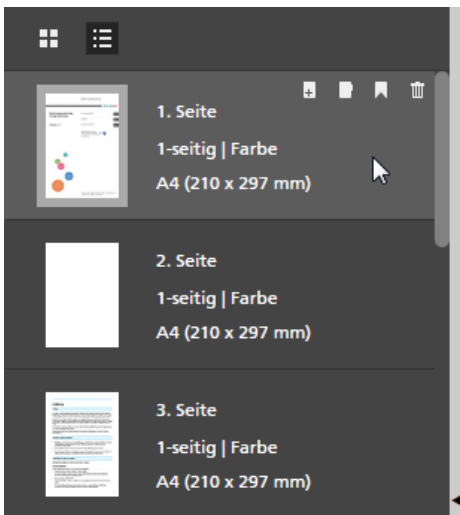 1. Seite
1-seitig | Farbe
A4 (210 x 297 mm)
2. Seite
1-seitig | Farbe
A4 (210 x 297 mm)
3. Seite
1-seitig | Farbe
A4 (210 x 297 mm)